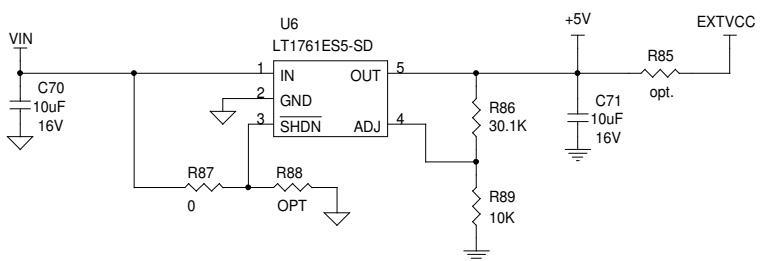 U6
LT1761ES5-SD
+5V
EXTVCC
VIN
1
IN
OUT
5
R85
opt.
C70
10uF
16V
2
GND
R86
30.1K
C71
10uF
16V
3
SHDN
ADJ
4
R87
0
R88
OPT
R89
10K